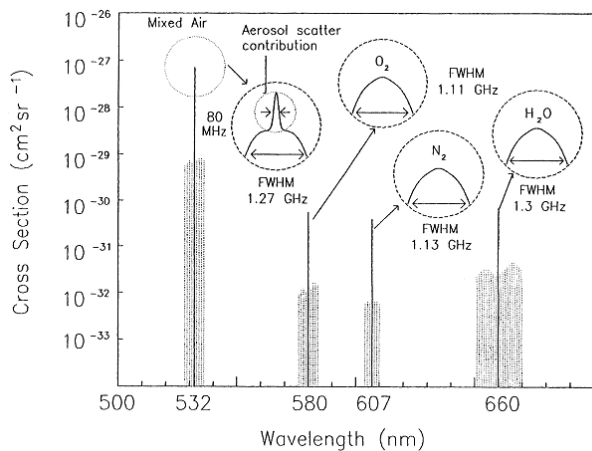 Mixed Air
Aerosol scatter
contribution
80
MHz
FWHM
1.27 GHz
O₂
FWHM
1.11 GHz
N₂
FWHM
1.13 GHz
H₂O
FWHM
1.3 GHz
Cross Section (cm²sr⁻¹)
10⁻²⁶
10⁻²⁷
10⁻²⁸
10⁻²⁹
10⁻³⁰
10⁻³¹
10⁻³²
10⁻³³
500 532 580 607 660
Wavelength (nm)